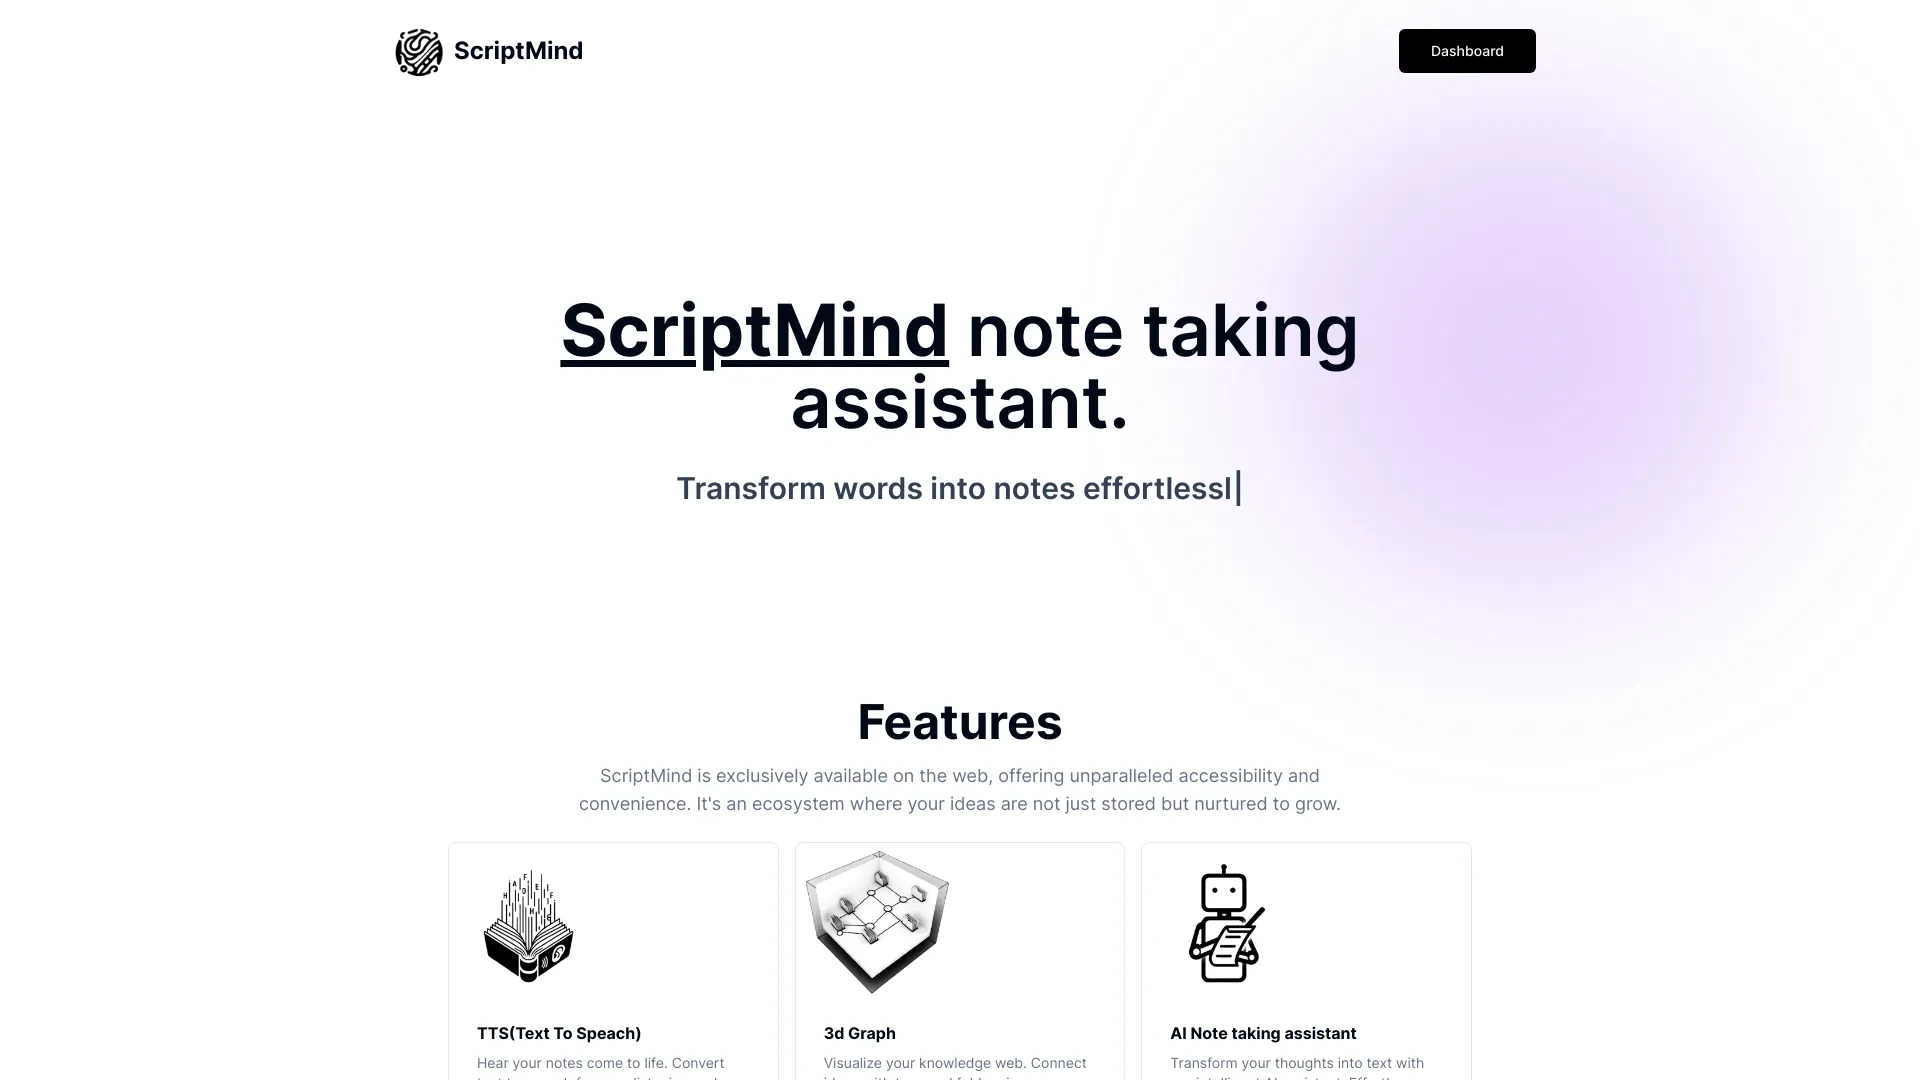 ScriptMind
Dashboard
ScriptMind note taking
assistant.
Transform words into notes effortlessl|
Features
ScriptMind is exclusively available on the web, offering unparalleled accessibility and
convenience. It's an ecosystem where your ideas are not just stored but nurtured to grow.
TTS(Text To Speach)
Hear your notes come to life. Convert
3d Graph
Visualize your knowledge web. Connect
AI Note taking assistant
Transform your thoughts into text with